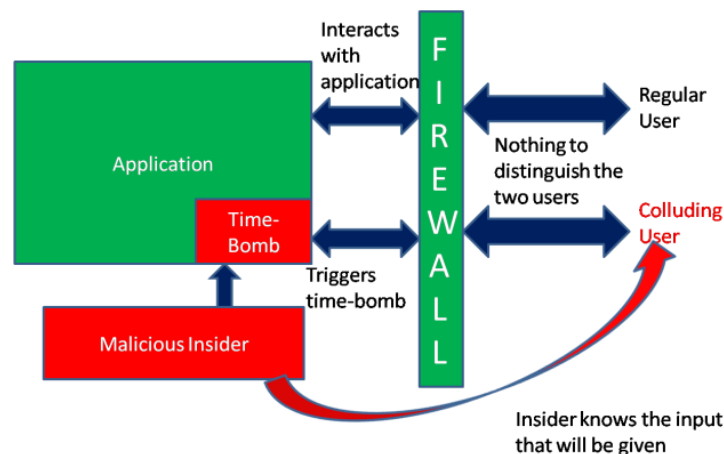 Interacts
with
application
FIREWALL
Regular
User
Application
Nothing to
distinguish the
two users
Time-
Bomb
Colluding
User
Triggers
time-bomb
Malicious Insider
Insider knows the input
that will be given